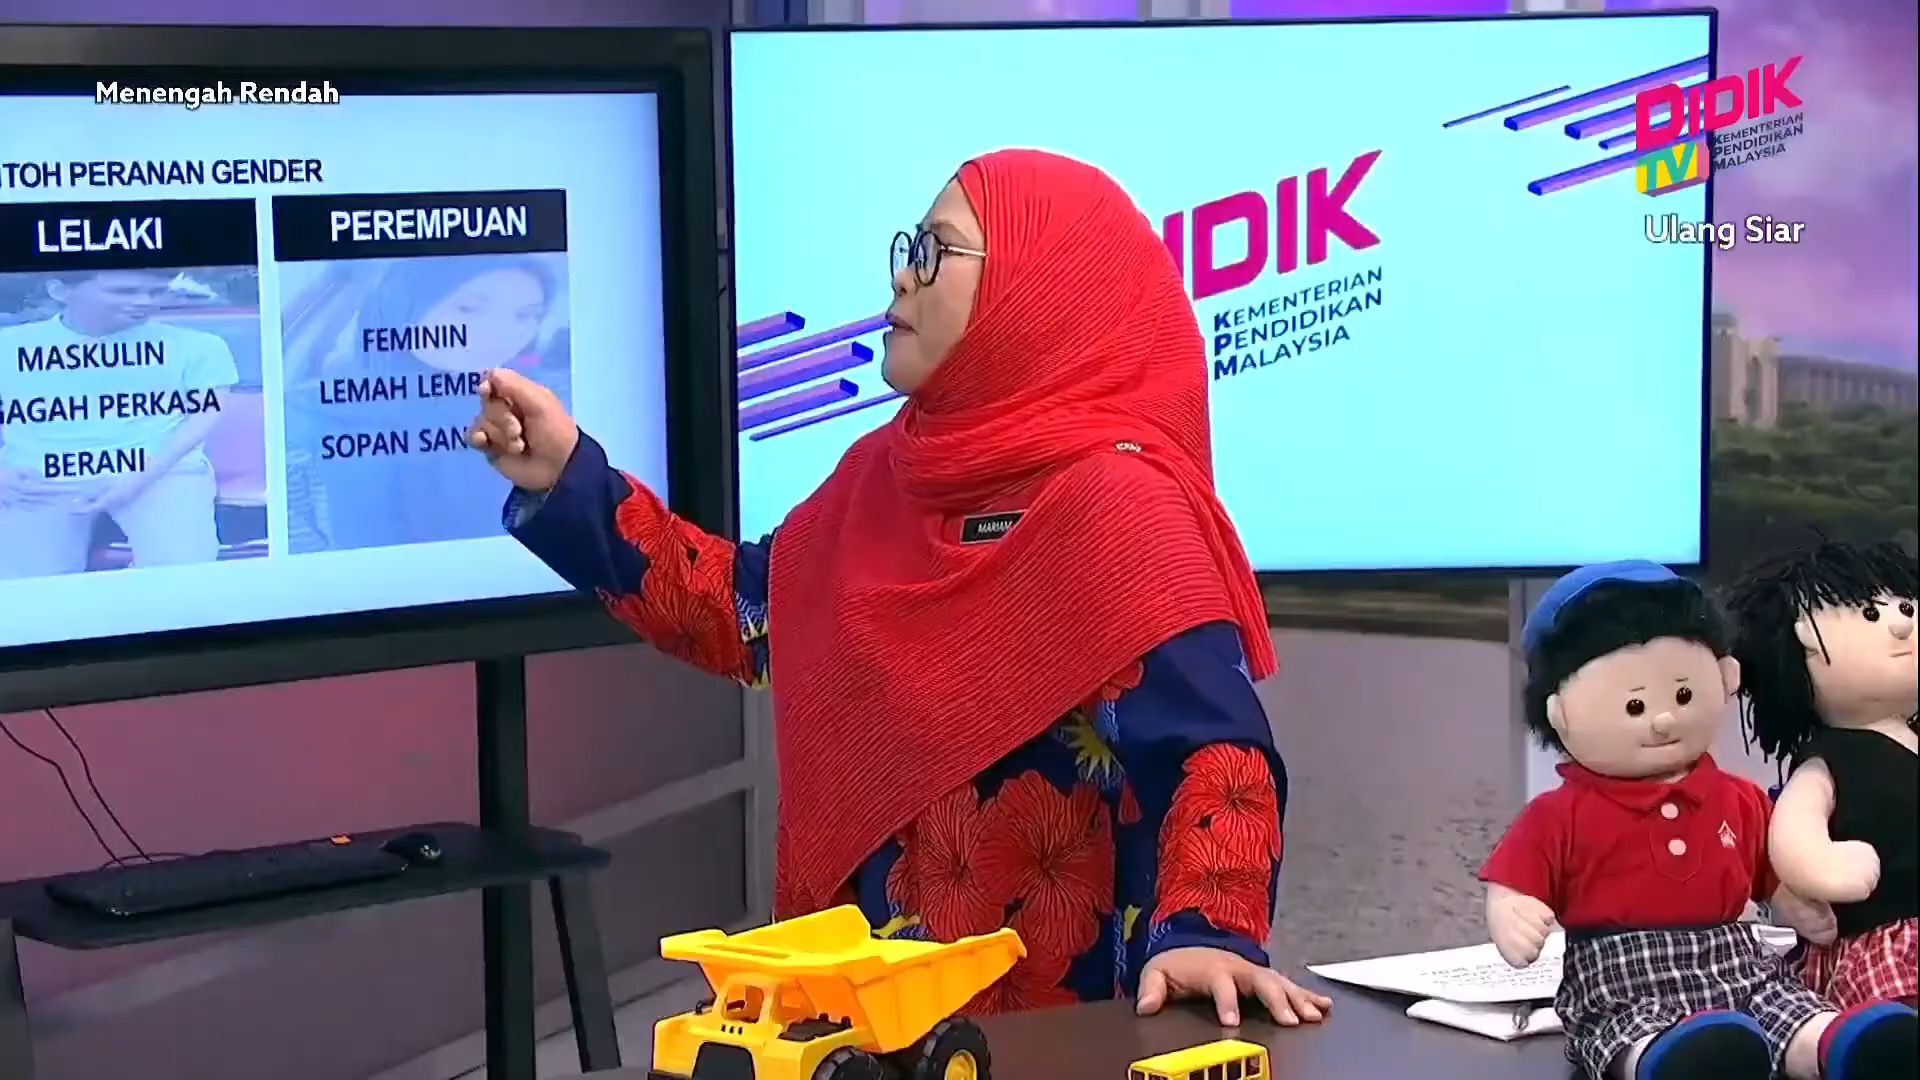 Menengah Rendah
TOH PERANAN GENDER
LELAKI
MASKULIN
GAGAH PERKASA
BERANI
PEREMPUAN
FEMININ
LEMAH LEMB
SOPAN SAN
DIDIK
KEMENTERIAN
PENDIDIKAN
MALAYSIA
MARIAM
DIDIK
TV
KEMENTERIAN
PENDIDIKAN
MALAYSIA
Ulang Siar